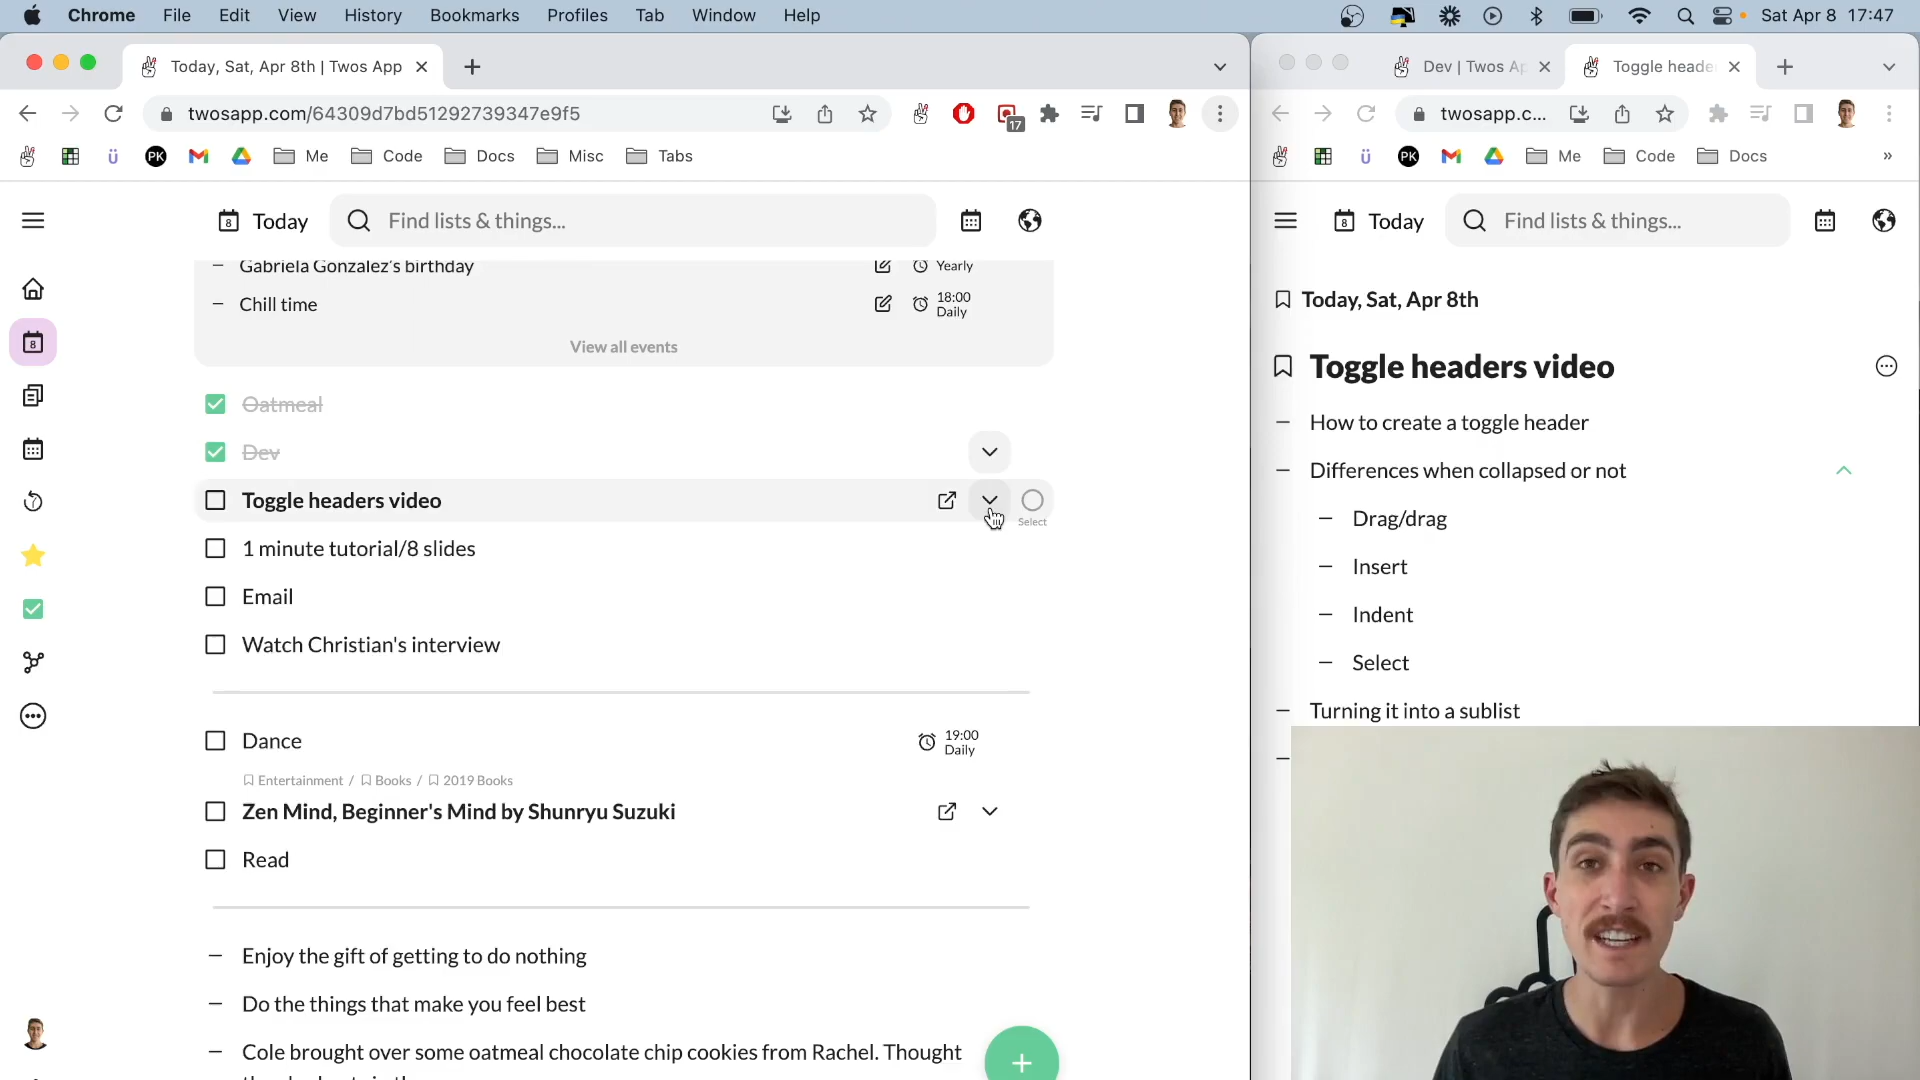 Chrome File Edit View History Bookmarks Profiles Tab Window Help Sat Apr 8 17:47
Today, Sat, Apr 8th | Twos App
twosapp.com/64309d7bd51292739347e9f5
17
PK Me Code Docs Misc Tabs
8 Today Find lists & things...
Gabriela Gonzalez's birthday Yearly
Chill time 18:00
Daily
View all events
8
Oatmeal
Dev
Toggle headers video
Select
1 minute tutorial/8 slides
Email
Watch Christian's interview
Dance 19:00
Daily
Entertainment / Books / 2019 Books
Zen Mind, Beginner's Mind by Shunryu Suzuki
Read
Enjoy the gift of getting to do nothing
Do the things that make you feel best
Cole brought over some oatmeal chocolate chip cookies from Rachel. Thought
Dev | Twos Ap Toggle heade
twosapp.c...
PK Me Code Docs »
8 Today Find lists & things...
Today, Sat, Apr 8th
Toggle headers video
How to create a toggle header
Differences when collapsed or not
Drag/drag
Insert
Indent
Select
Turning it into a sublist